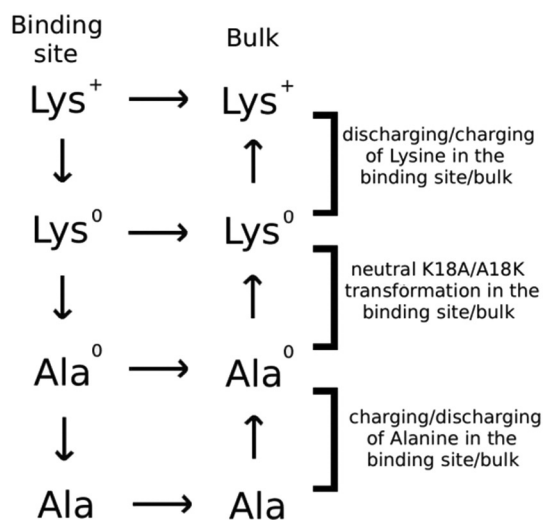 Binding
site
Bulk
Lys+
Lys+
discharging/charging
of Lysine in the
binding site/bulk
Lys0
Lys0
neutral K18A/A18K
transformation in the
binding site/bulk
Ala0
Ala0
charging/discharging
of Alanine in the
binding site/bulk
Ala
Ala